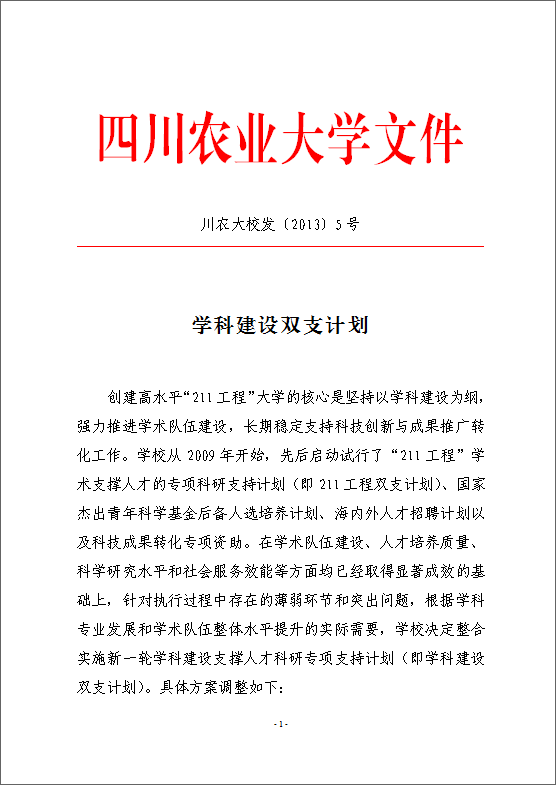 四川农业大学文件
川农大校发〔2013〕5号
学科建设双支计划
创建高水平“211工程”大学的核心是坚持以学科建设为纲，
强力推进学术队伍建设，长期稳定支持科技创新与成果推广转
化工作。学校从2009年开始，先后启动试行了“211工程”学
术支撑人才的专项科研支持计划（即211工程双支计划）、国家
杰出青年科学基金后备人选培养计划、海内外人才招聘计划以
及科技成果转化专项资助。在学术队伍建设、人才培养质量、
科学研究水平和社会服务效能等方面均已经取得显著成效的基
础上，针对执行过程中存在的薄弱环节和突出问题，根据学科
专业发展和学术队伍整体水平提升的实际需要，学校决定整合
实施新一轮学科建设支撑人才科研专项支持计划（即学科建设
双支计划）。具体方案调整如下：
- 1 -